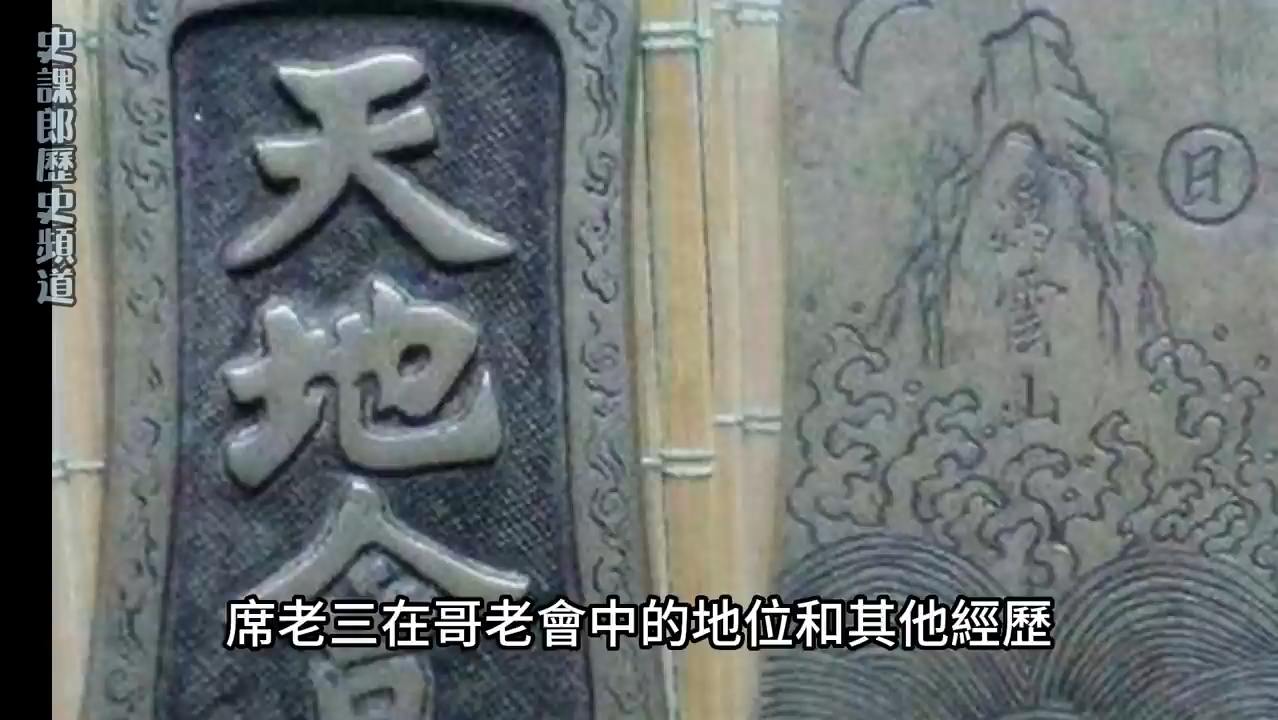 史課郎歷史頻道
天地會
日
雲
山
席老三在哥老會中的地位和其他經歷